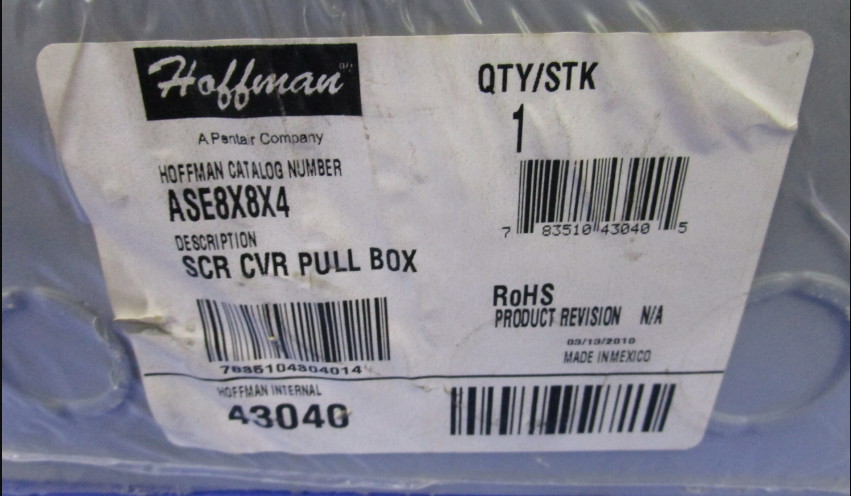 Hoffman
A Pentair Company
HOFFMAN CATALOG NUMBER
ASE8X8X4
DESCRIPTION
SCR CVR PULL BOX
7835104304014
HOFFMAN INTERNAL
43040
QTY/STK
1
7 83510 43040 5
RoHS
PRODUCT REVISION N/A
03/13/2010
MADE IN MEXICO